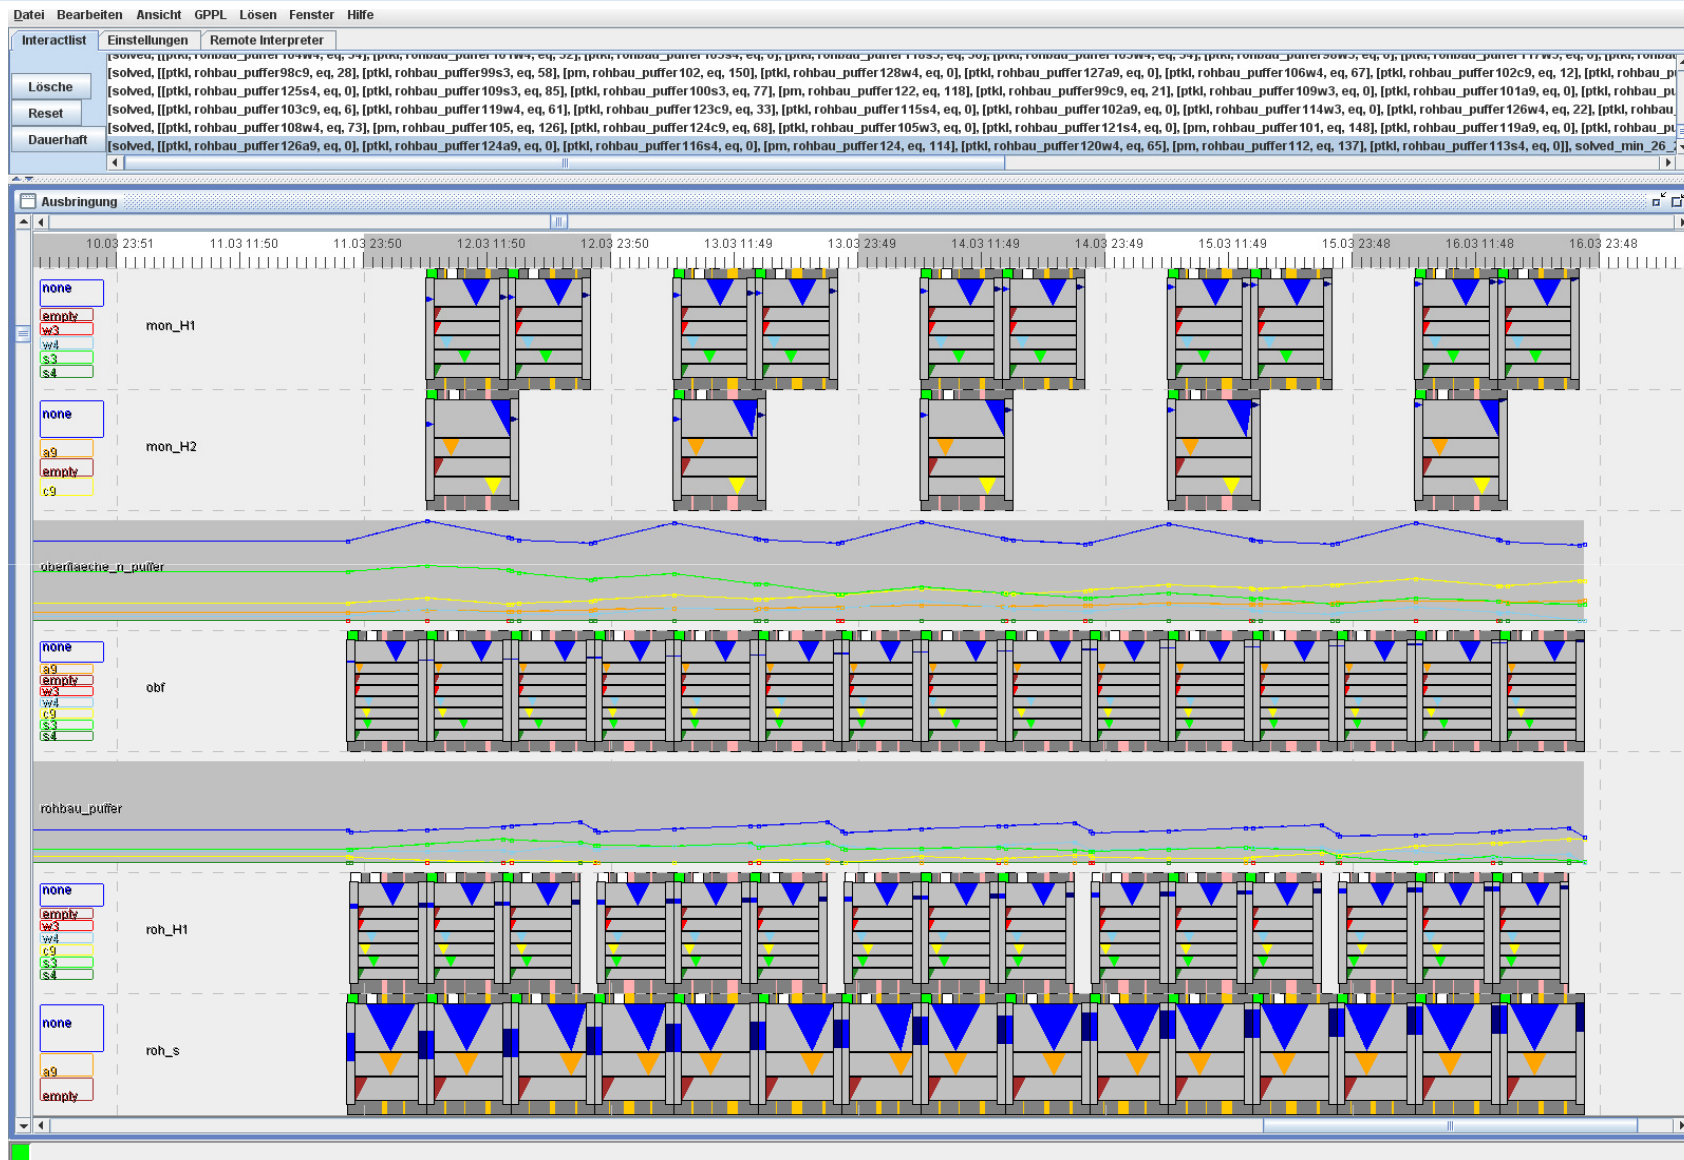 Datei Bearbeiten Ansicht GPPL Lösen Fenster Hilfe
Interactlist Einstellungen Remote Interpreter
[solved, [[ptkl, rohbau_puffer98c9, eq, 28], [ptkl, rohbau_puffer99s3, eq, 58], [pm, rohbau_puffer102, eq, 150], [ptkl, rohbau_puffer128w4, eq, 0], [ptkl, rohbau_puffer127a9, eq, 0], [ptkl, rohbau_puffer106w4, eq, 67], [ptkl, rohbau_puffer102c9, eq, 12], [ptkl, rohbau_p
Lösche
[solved, [[ptkl, rohbau_puffer125s4, eq, 0], [ptkl, rohbau_puffer109s3, eq, 85], [ptkl, rohbau_puffer100s3, eq, 77], [pm, rohbau_puffer122, eq, 118], [ptkl, rohbau_puffer99c9, eq, 21], [ptkl, rohbau_puffer109w3, eq, 0], [ptkl, rohbau_puffer101a9, eq, 0], [ptkl, rohbau_pu
Reset
[solved, [[ptkl, rohbau_puffer103c9, eq, 6], [ptkl, rohbau_puffer119w4, eq, 61], [ptkl, rohbau_puffer123c9, eq, 33], [ptkl, rohbau_puffer115s4, eq, 0], [ptkl, rohbau_puffer102a9, eq, 0], [ptkl, rohbau_puffer114w3, eq, 0], [ptkl, rohbau_puffer126w4, eq, 22], [ptkl, rohbau
[solved, [[ptkl, rohbau_puffer108w4, eq, 73], [pm, rohbau_puffer105, eq, 126], [ptkl, rohbau_puffer124c9, eq, 68], [ptkl, rohbau_puffer105w3, eq, 0], [ptkl, rohbau_puffer121s4, eq, 0], [pm, rohbau_puffer101, eq, 148], [ptkl, rohbau_puffer119a9, eq, 0], [ptkl, rohbau_pu
Dauerhaft
[solved, [[ptkl, rohbau_puffer126a9, eq, 0], [ptkl, rohbau_puffer124a9, eq, 0], [ptkl, rohbau_puffer116s4, eq, 0], [pm, rohbau_puffer124, eq, 114], [ptkl, rohbau_puffer120w4, eq, 65], [pm, rohbau_puffer112, eq, 137], [ptkl, rohbau_puffer113s4, eq, 0]], solved_min_26_
Ausbringung
10.03 23:51 11.03 11:50 11.03 23:50 12.03 11:50 12.03 23:50 13.03 11:49 13.03 23:49 14.03 11:49 14.03 23:49 15.03 11:49 15.03 23:48 16.03 11:48 16.03 23:48
none
empty
w3
mon_H1
w4
s3
s4
none
mon_H2
a9
empty
c9
oberflaeche_n_puffer
none
a9
empty
obf
w3
w4
c9
s3
s4
rohbau_puffer
none
empty
w3
roh_H1
w4
c9
s3
s4
none
roh_s
a9
empty